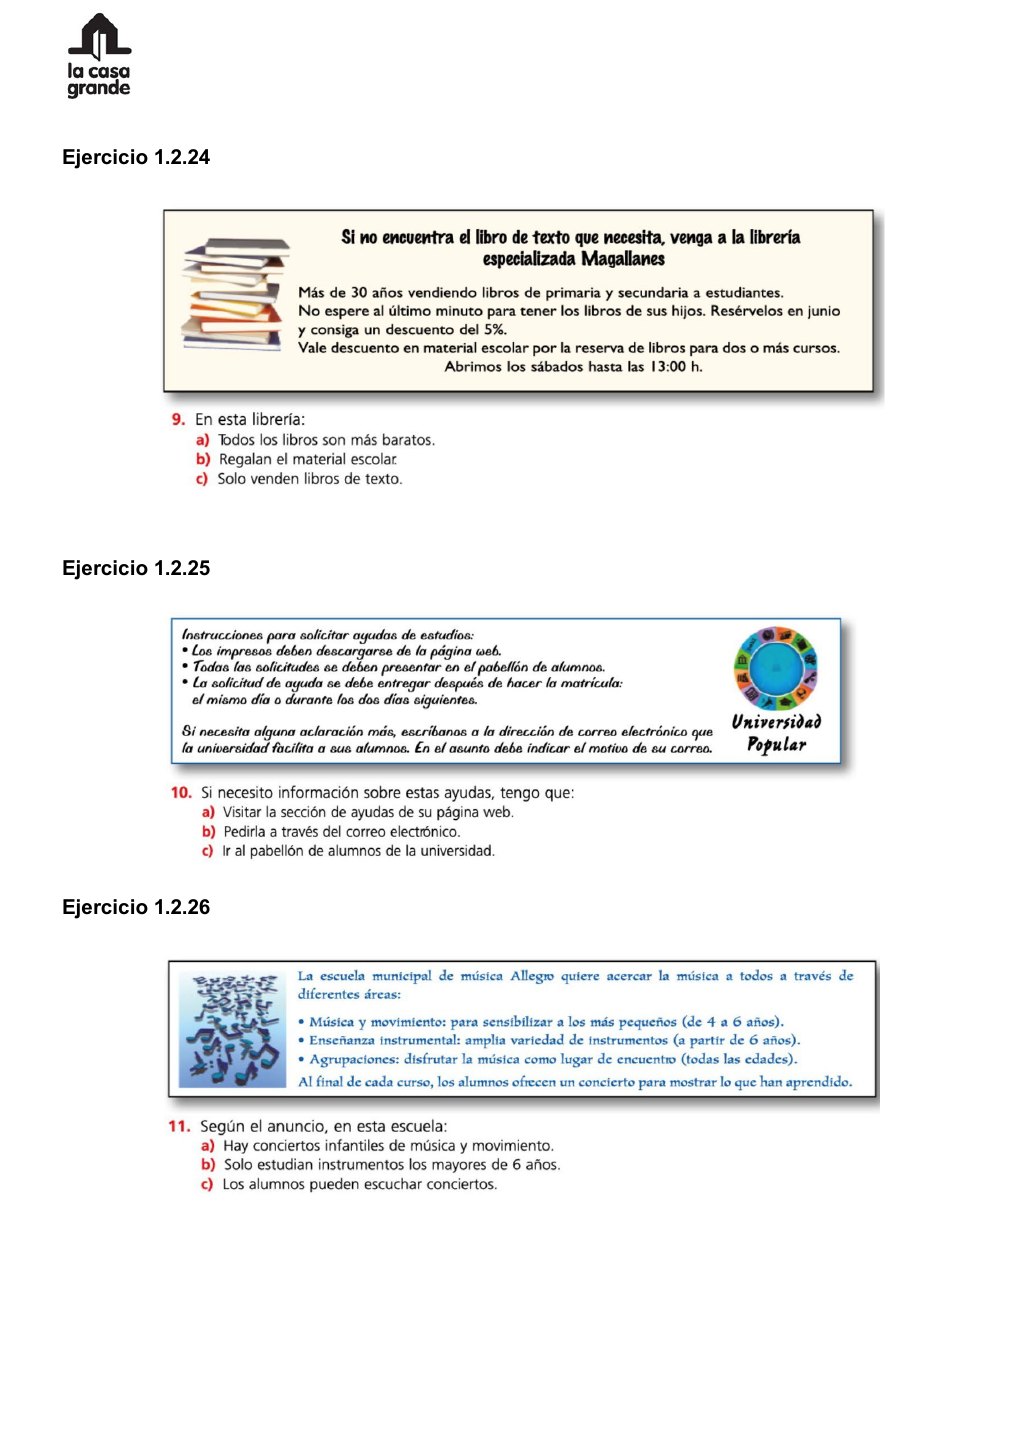 la casa
grande
Ejercicio 1.2.24
Si no encuentra el libro de texto que necesita, venga a la librería
especializada Magallanes
Más de 30 años vendiendo libros de primaria y secundaria a estudiantes.
No espere al último minuto para tener los libros de sus hijos. Resérvelos en junio
y consiga un descuento del 5%.
Vale descuento en material escolar por la reserva de libros para dos o más cursos.
Abrimos los sábados hasta las 13:00 h.
9. En esta librería:
a) Todos los libros son más baratos.
b) Regalan el material escolar.
c) Solo venden libros de texto.
Ejercicio 1.2.25
Instrucciones para solicitar ayudas de estudios:
• Los impresos deben descargarse de la página web.
• Todas las solicitudes se deben presentar en el pabellón de alumnos.
• La solicitud de ayuda se debe entregar después de hacer la matrícula:
el mismo día o durante los dos días siguientes.
Si necesita alguna aclaración más, escríbanos a la dirección de correo electrónico que
la universidad facilita a sus alumnos. En el asunto debe indicar el motivo de su correo.
Universidad
Popular
10. Si necesito información sobre estas ayudas, tengo que:
a) Visitar la sección de ayudas de su página web.
b) Pedirla a través del correo electrónico.
c) Ir al pabellón de alumnos de la universidad.
Ejercicio 1.2.26
La escuela municipal de música Allegro quiere acercar la música a todos a través de
diferentes áreas:
• Música y movimiento: para sensibilizar a los más pequeños (de 4 a 6 años).
• Enseñanza instrumental: amplia variedad de instrumentos (a partir de 6 años).
• Agrupaciones: disfrutar la música como lugar de encuentro (todas las edades).
Al final de cada curso, los alumnos ofrecen un concierto para mostrar lo que han aprendido.
11. Según el anuncio, en esta escuela:
a) Hay conciertos infantiles de música y movimiento.
b) Solo estudian instrumentos los mayores de 6 años.
c) Los alumnos pueden escuchar conciertos.